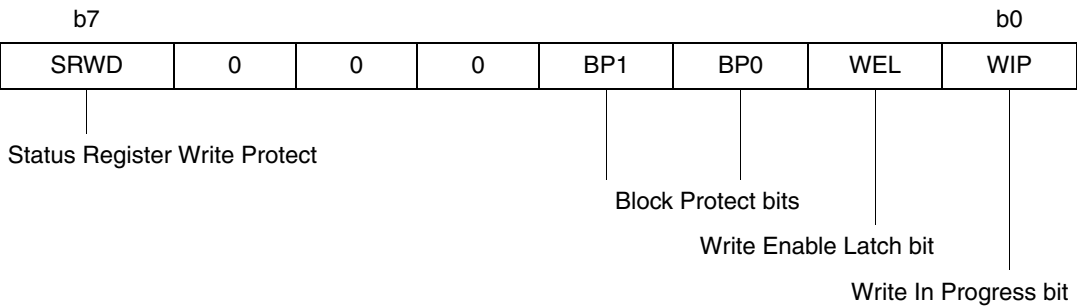 b7 b0
SRWD 0 0 0 BP1 BP0 WEL WIP
Status Register Write Protect
Block Protect bits
Write Enable Latch bit
Write In Progress bit